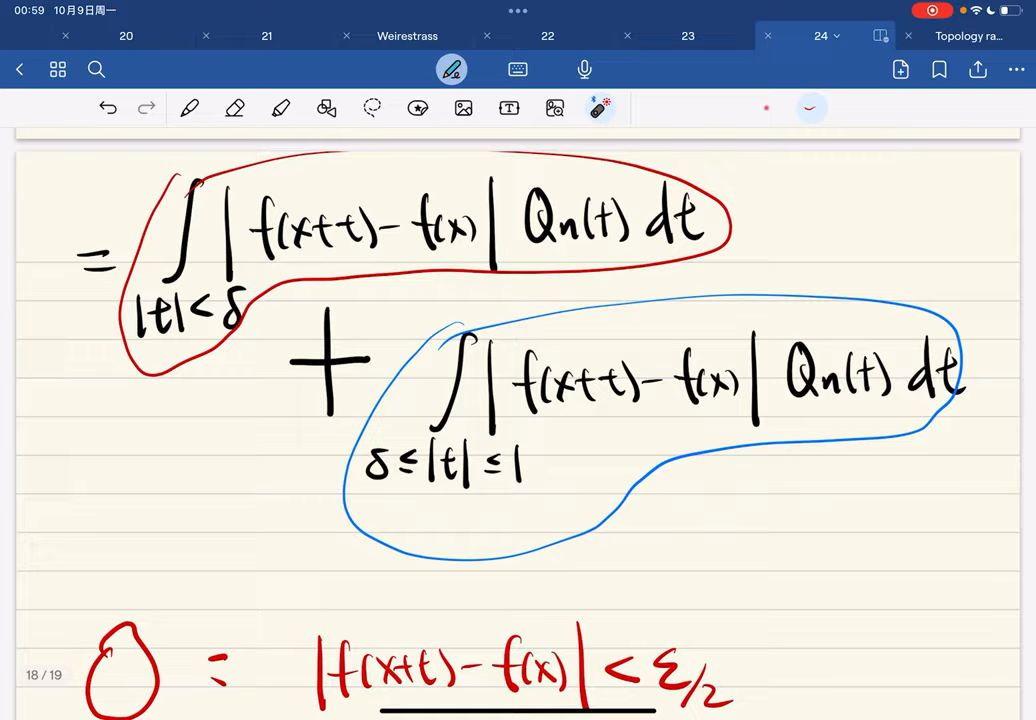 00:59 10月9日周一
20 21 Weirestrass 22 23 24 Topology ra...
= ∫ | f(x+t) - f(x) | Qn(t) dt
|t| < δ
+ ∫ | f(x+t) - f(x) | Qn(t) dt
δ ≤ |t| ≤ 1
: | f(x+t) - f(x) | < ε/2
18 / 19